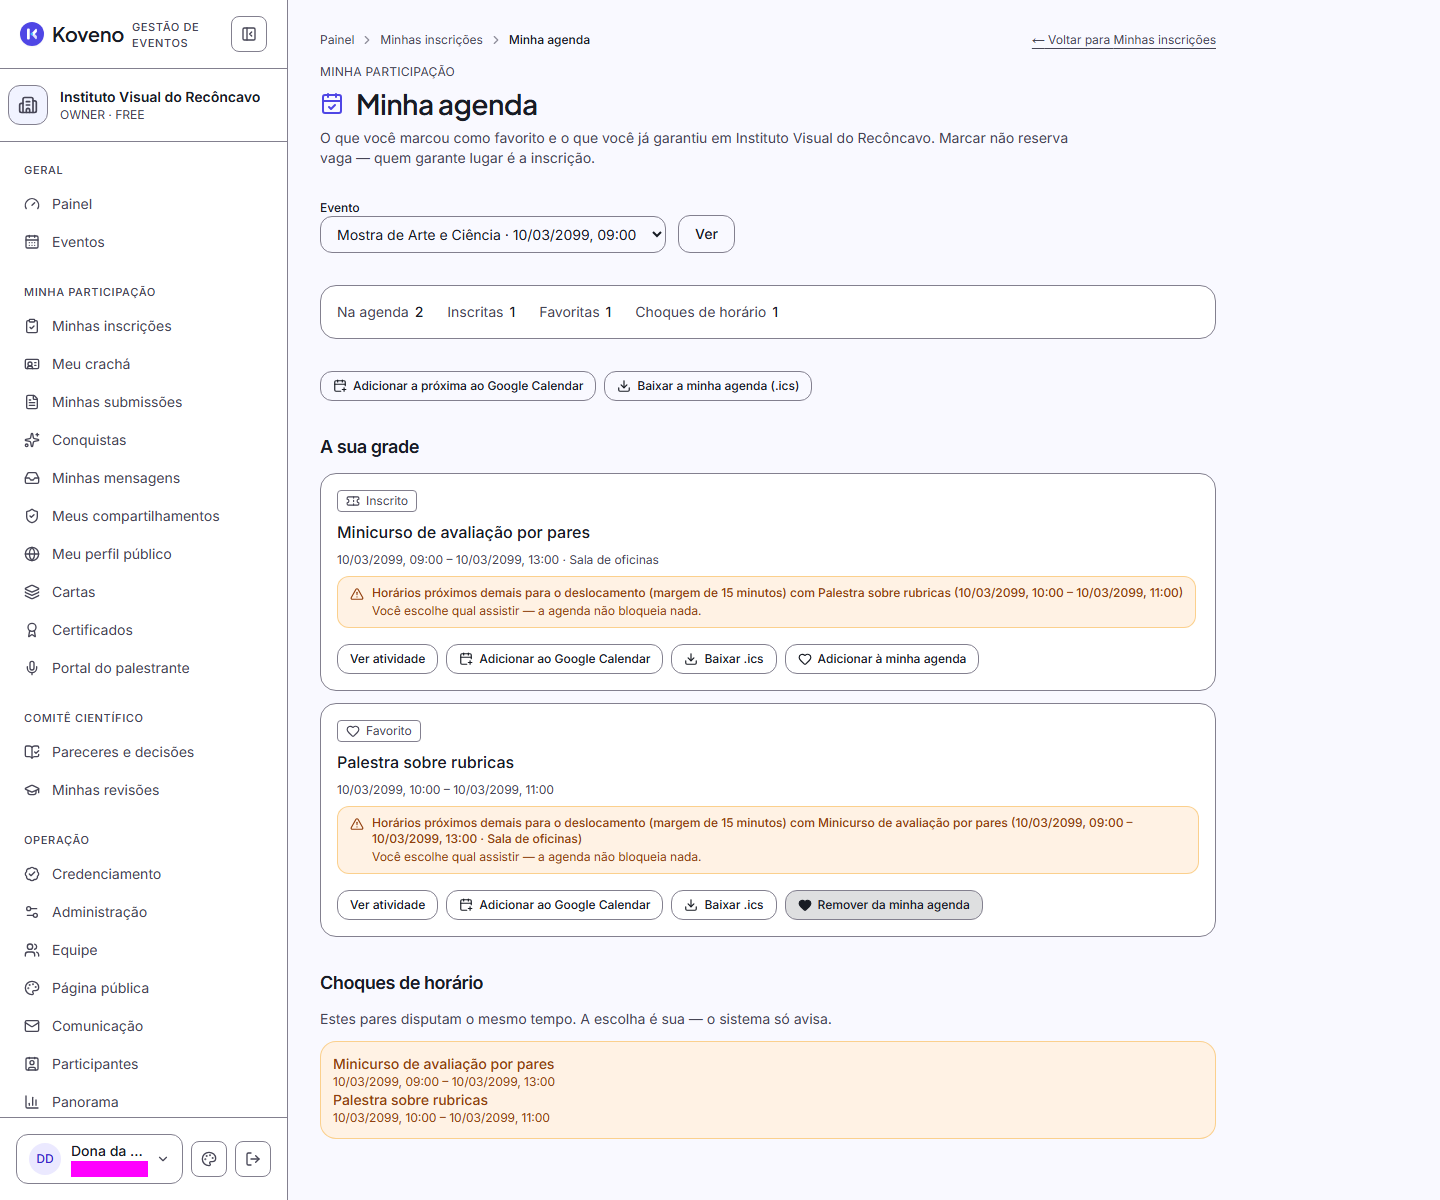 Koveno
GESTÃO DE
EVENTOS
Instituto Visual do Recôncavo
OWNER · FREE
GERAL
Painel
Eventos
MINHA PARTICIPAÇÃO
Minhas inscrições
Meu crachá
Minhas submissões
Conquistas
Minhas mensagens
Meus compartilhamentos
Meu perfil público
Cartas
Certificados
Portal do palestrante
COMITÊ CIENTÍFICO
Pareceres e decisões
Minhas revisões
OPERAÇÃO
Credenciamento
Administração
Equipe
Página pública
Comunicação
Participantes
Panorama
DD
Dona da ...
Painel > Minhas inscrições > Minha agenda
← Voltar para Minhas inscrições
MINHA PARTICIPAÇÃO
Minha agenda
O que você marcou como favorito e o que você já garantiu em Instituto Visual do Recôncavo. Marcar não reserva
vaga — quem garante lugar é a inscrição.
Evento
Mostra de Arte e Ciência · 10/03/2099, 09:00
Ver
Na agenda 2 Inscritas 1 Favoritas 1 Choques de horário 1
Adicionar a próxima ao Google Calendar
Baixar a minha agenda (.ics)
A sua grade
Inscrito
Minicurso de avaliação por pares
10/03/2099, 09:00 – 10/03/2099, 13:00 · Sala de oficinas
Horários próximos demais para o deslocamento (margem de 15 minutos) com Palestra sobre rubricas (10/03/2099, 10:00 – 10/03/2099, 11:00)
Você escolhe qual assistir — a agenda não bloqueia nada.
Ver atividade
Adicionar ao Google Calendar
Baixar .ics
Adicionar à minha agenda
Favorito
Palestra sobre rubricas
10/03/2099, 10:00 – 10/03/2099, 11:00
Horários próximos demais para o deslocamento (margem de 15 minutos) com Minicurso de avaliação por pares (10/03/2099, 09:00 –
10/03/2099, 13:00 · Sala de oficinas)
Você escolhe qual assistir — a agenda não bloqueia nada.
Ver atividade
Adicionar ao Google Calendar
Baixar .ics
Remover da minha agenda
Choques de horário
Estes pares disputam o mesmo tempo. A escolha é sua — o sistema só avisa.
Minicurso de avaliação por pares
10/03/2099, 09:00 – 10/03/2099, 13:00
Palestra sobre rubricas
10/03/2099, 10:00 – 10/03/2099, 11:00